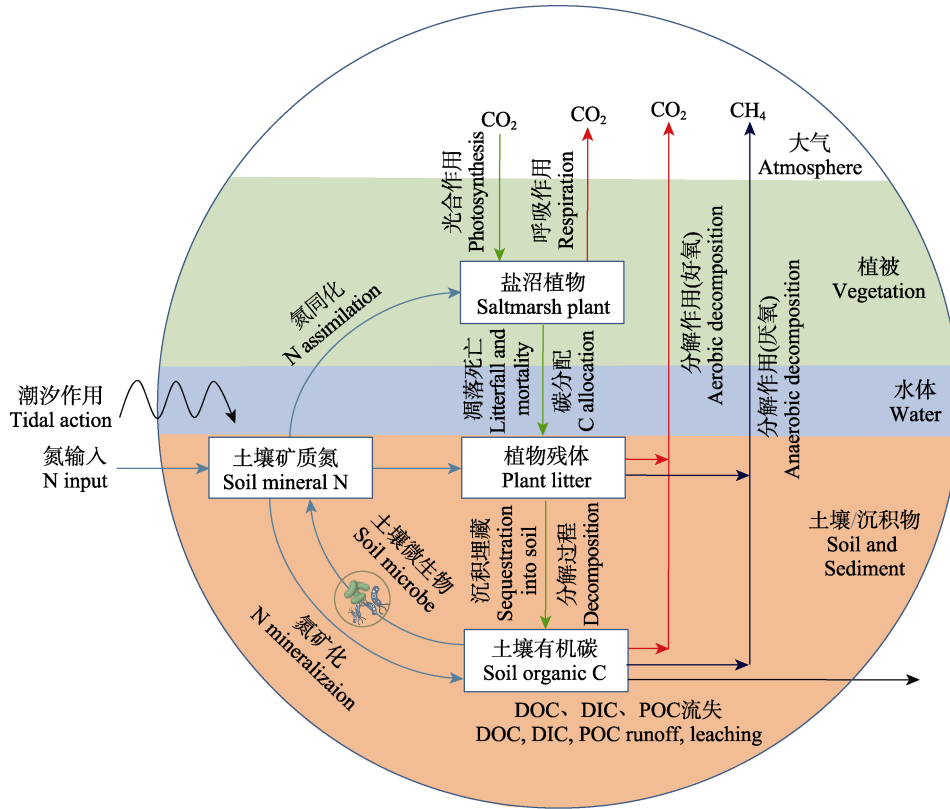 CO₂
CO₂
CO₂
CH₄
大气
Atmosphere
光合作用
Photosynthesis
呼吸作用
Respiration
盐沼植物
Saltmarsh plant
植被
Vegetation
分解作用(好氧)
Aerobic decomposition
分解作用(厌氧)
Anaerobic decomposition
氮同化
N assimilation
凋落死亡
Litterfall and
mortality
碳分配
C allocation
潮汐作用
Tidal action
水体
Water
氮输入
N input
土壤矿质氮
Soil mineral N
植物残体
Plant litter
土壤/沉积物
Soil and
Sediment
土壤微生物
Soil microbe
沉积埋藏
Sequestration
into soil
分解过程
Decomposition
氮矿化
N mineralizaion
土壤有机碳
Soil organic C
DOC、DIC、POC流失
DOC, DIC, POC runoff, leaching